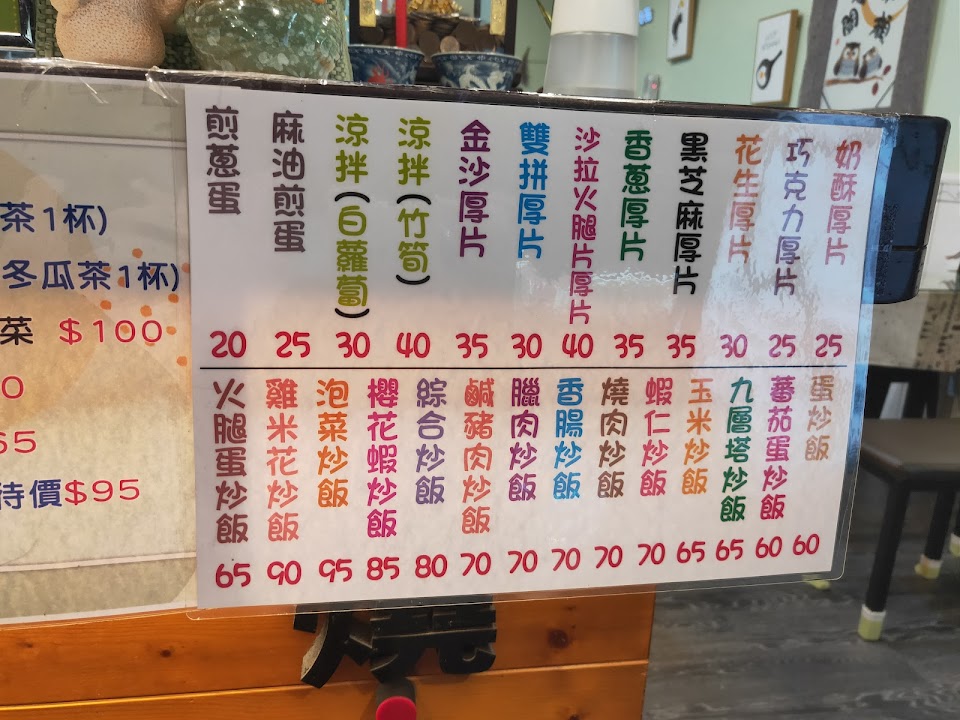 茶1杯)
冬瓜茶1杯)
菜 $100
0
65
待價$95
奶酥厚片 25
巧克力厚片 25
花生厚片 30
黑芝麻厚片 35
香蔥厚片 35
沙拉火腿片厚片 40
雙拼厚片 30
金沙厚片 35
涼拌(竹筍) 40
涼拌(白蘿蔔) 30
麻油煎蛋 25
煎蔥蛋 20
蛋炒飯 60
蕃茄蛋炒飯 60
九層塔炒飯 65
玉米炒飯 65
蝦仁炒飯 70
燒肉炒飯 70
香腸炒飯 70
臘肉炒飯 70
鹹豬肉炒飯 70
綜合炒飯 80
櫻花蝦炒飯 85
泡菜炒飯 95
雞米花炒飯 90
火腿蛋炒飯 65